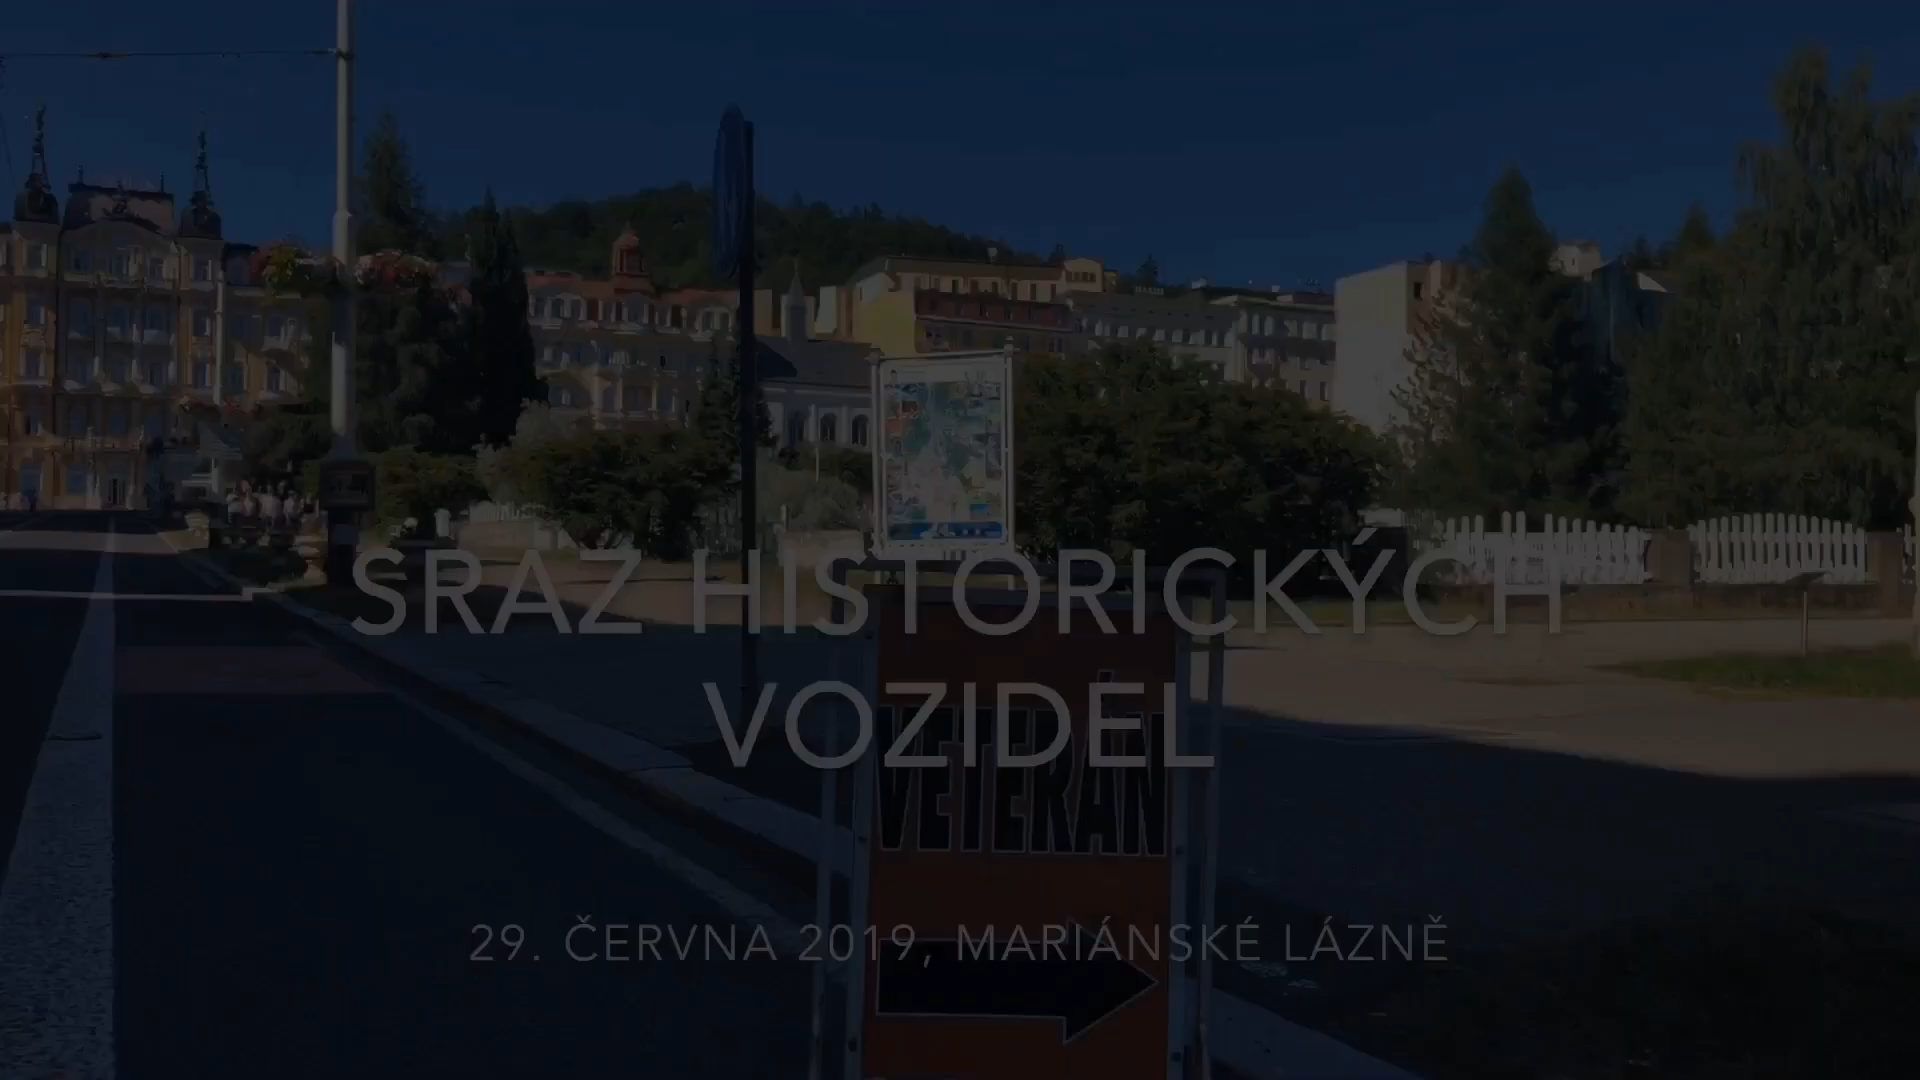 SRAZ HISTORICKÝCH
VOZIDEL
VETERÁN
29. ČERVNA 2019, MARIÁNSKÉ LÁZNĚ